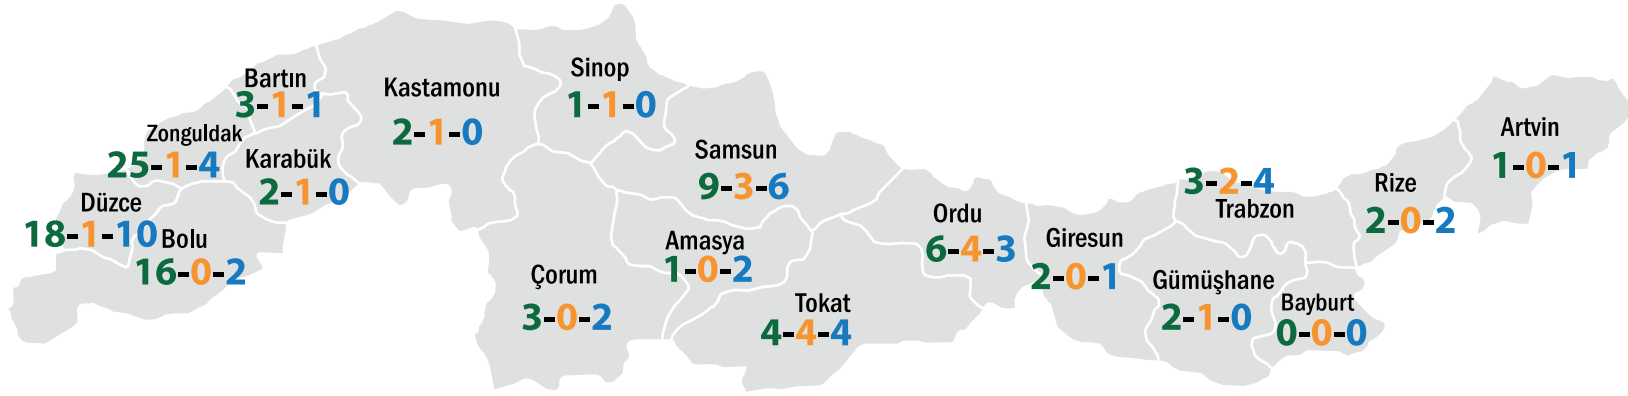 Bartın
3-1-1
Kastamonu
2-1-0
Sinop
1-1-0
Zonguldak
25-1-4
Karabük
2-1-0
Samsun
9-3-6
Artvin
1-0-1
Düzce
18-1-10
Bolu
16-0-2
Çorum
3-0-2
Amasya
1-0-2
Tokat
4-4-4
Ordu
6-4-3
Giresun
2-0-1
3-2-4
Trabzon
Rize
2-0-2
Gümüşhane
2-1-0
Bayburt
0-0-0